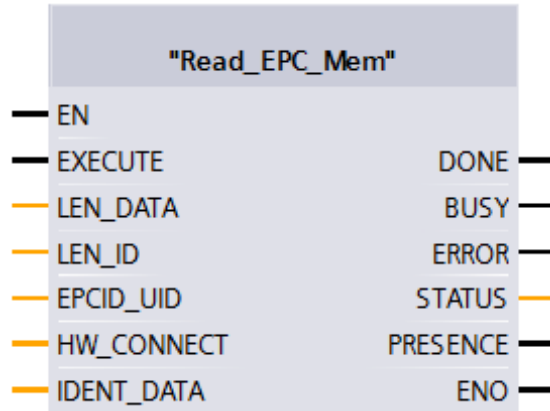 "Read_EPC_Mem"
EN
EXECUTE DONE
LEN_DATA BUSY
LEN_ID ERROR
EPCID_UID STATUS
HW_CONNECT PRESENCE
IDENT_DATA ENO